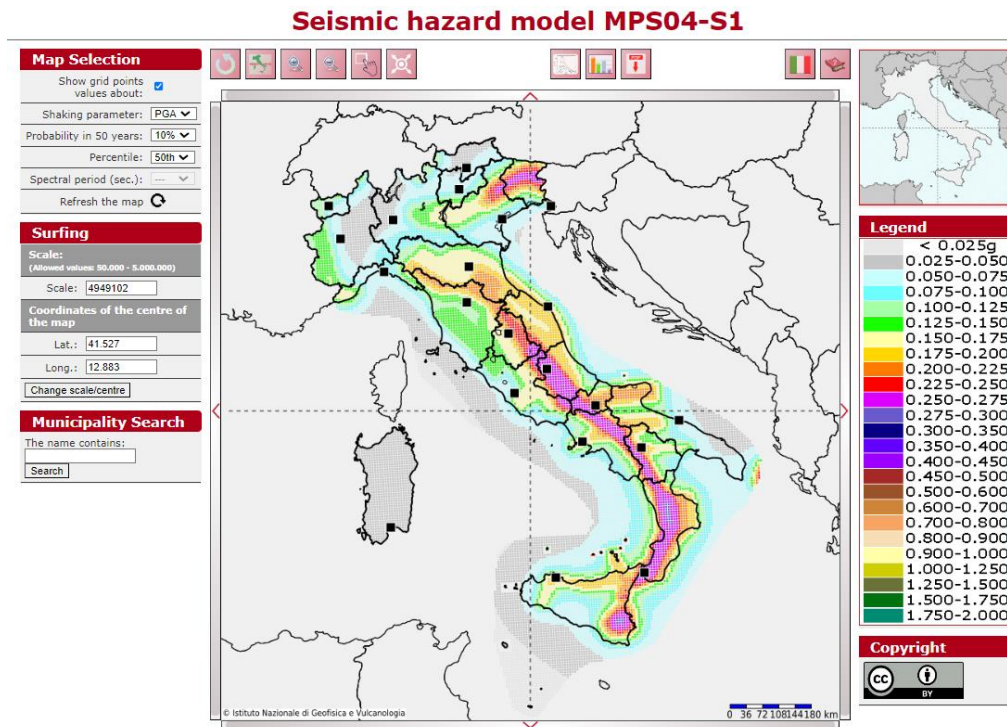 Seismic hazard model MPS04-S1
Map Selection
Show grid points
values about:
Shaking parameter: PGA
Probability in 50 years: 10%
Percentile: 50th
Spectral period (sec.): ---
Refresh the map
Surfing
Scale:
(Allowed values: 50.000 - 5.000.000)
Scale: 4949102
Coordinates of the centre of
the map
Lat.: 41.527
Long.: 12.883
Change scale/centre
Municipality Search
The name contains:
Search
STOP
© Istituto Nazionale di Geofisica e Vulcanologia
0 36 72 108 144 180 km
Legend
< 0.025g
0.025-0.050
0.050-0.075
0.075-0.100
0.100-0.125
0.125-0.150
0.150-0.175
0.175-0.200
0.200-0.225
0.225-0.250
0.250-0.275
0.275-0.300
0.300-0.350
0.350-0.400
0.400-0.450
0.450-0.500
0.500-0.600
0.600-0.700
0.700-0.800
0.800-0.900
0.900-1.000
1.000-1.250
1.250-1.500
1.500-1.750
1.750-2.000
Copyright
cc
BY